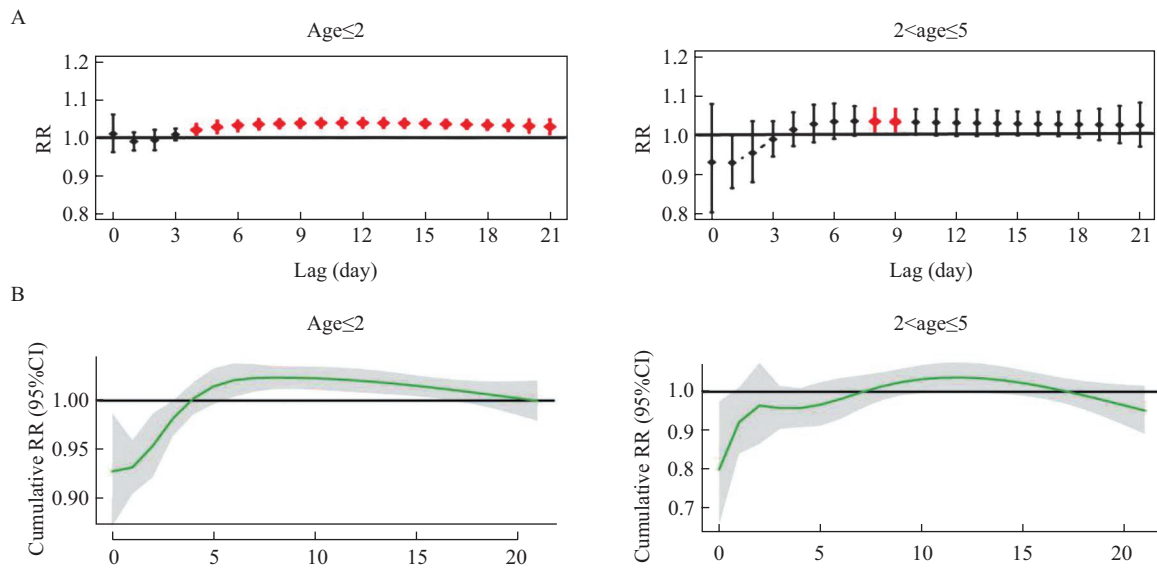 A
Age≤2
2<age≤5
1.2
1.1
1.0
0.9
0.8
RR
0 3 6 9 12 15 18 21
Lag (day)
1.2
1.1
1.0
0.9
0.8
RR
0 3 6 9 12 15 18 21
Lag (day)
B
Age≤2
2<age≤5
1.00
0.95
0.90
Cumulative RR (95%CI)
0 5 10 15 20
1.0
0.9
0.8
0.7
Cumulative RR (95%CI)
0 5 10 15 20